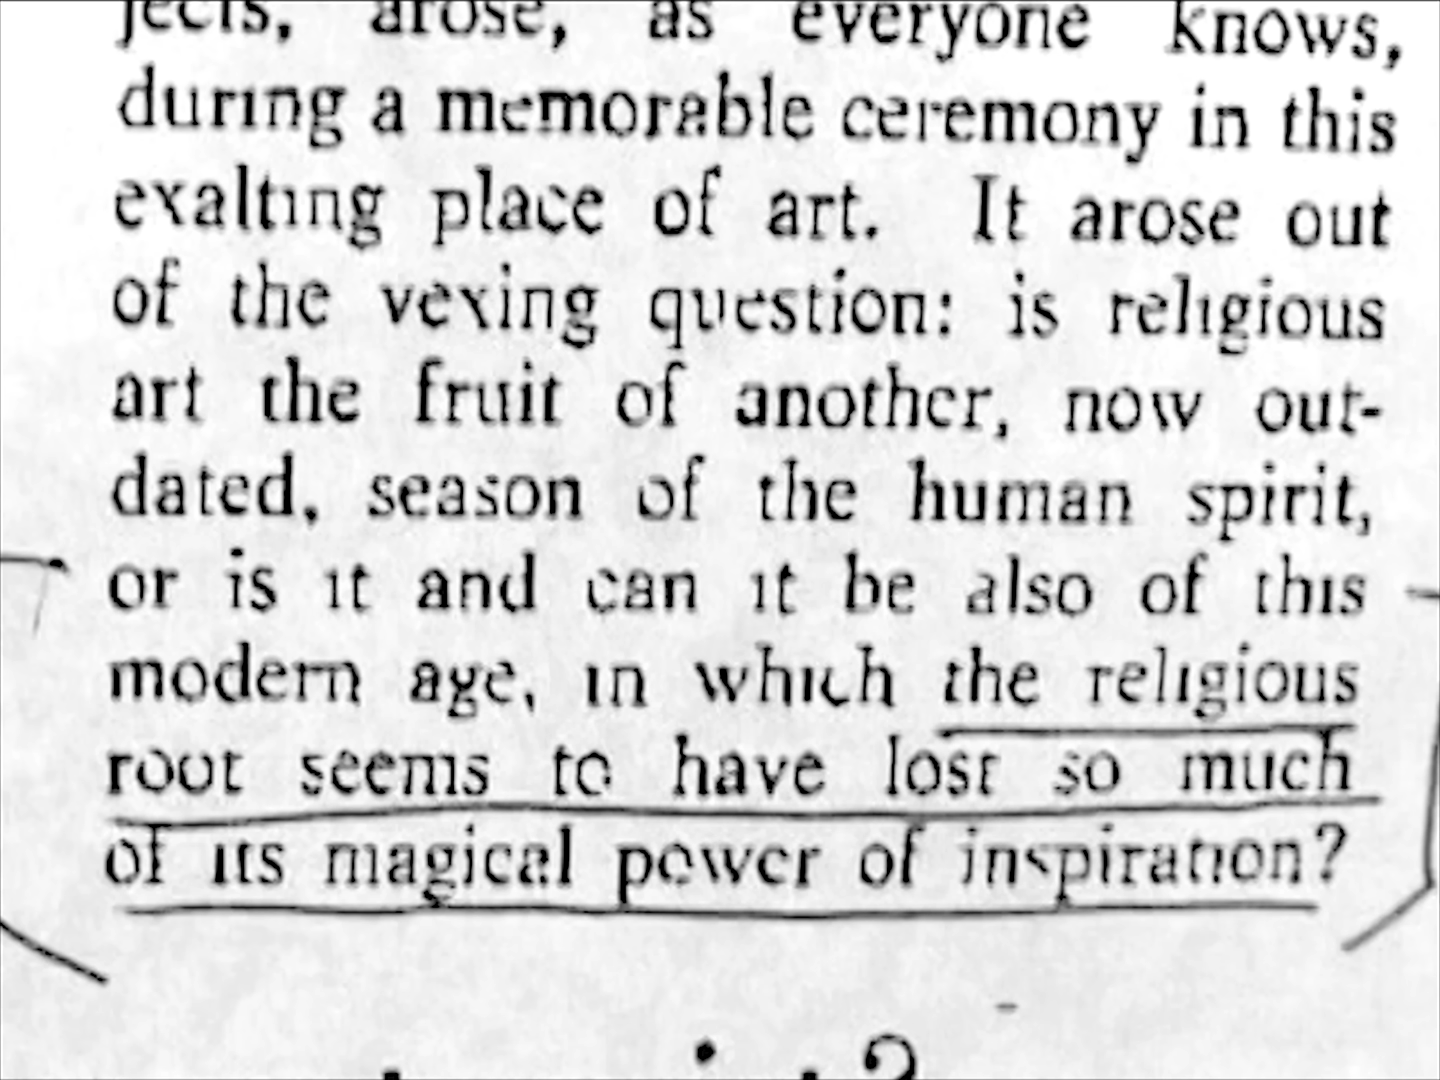 jects, arose, as everyone knows,
during a memorable ceremony in this
exalting place of art. It arose out
of the vexing question: is religious
art the fruit of another, now out-
dated, season of the human spirit,
or is it and can it be also of this
modern age, in which the religious
root seems to have lost so much
of its magical power of inspiration?